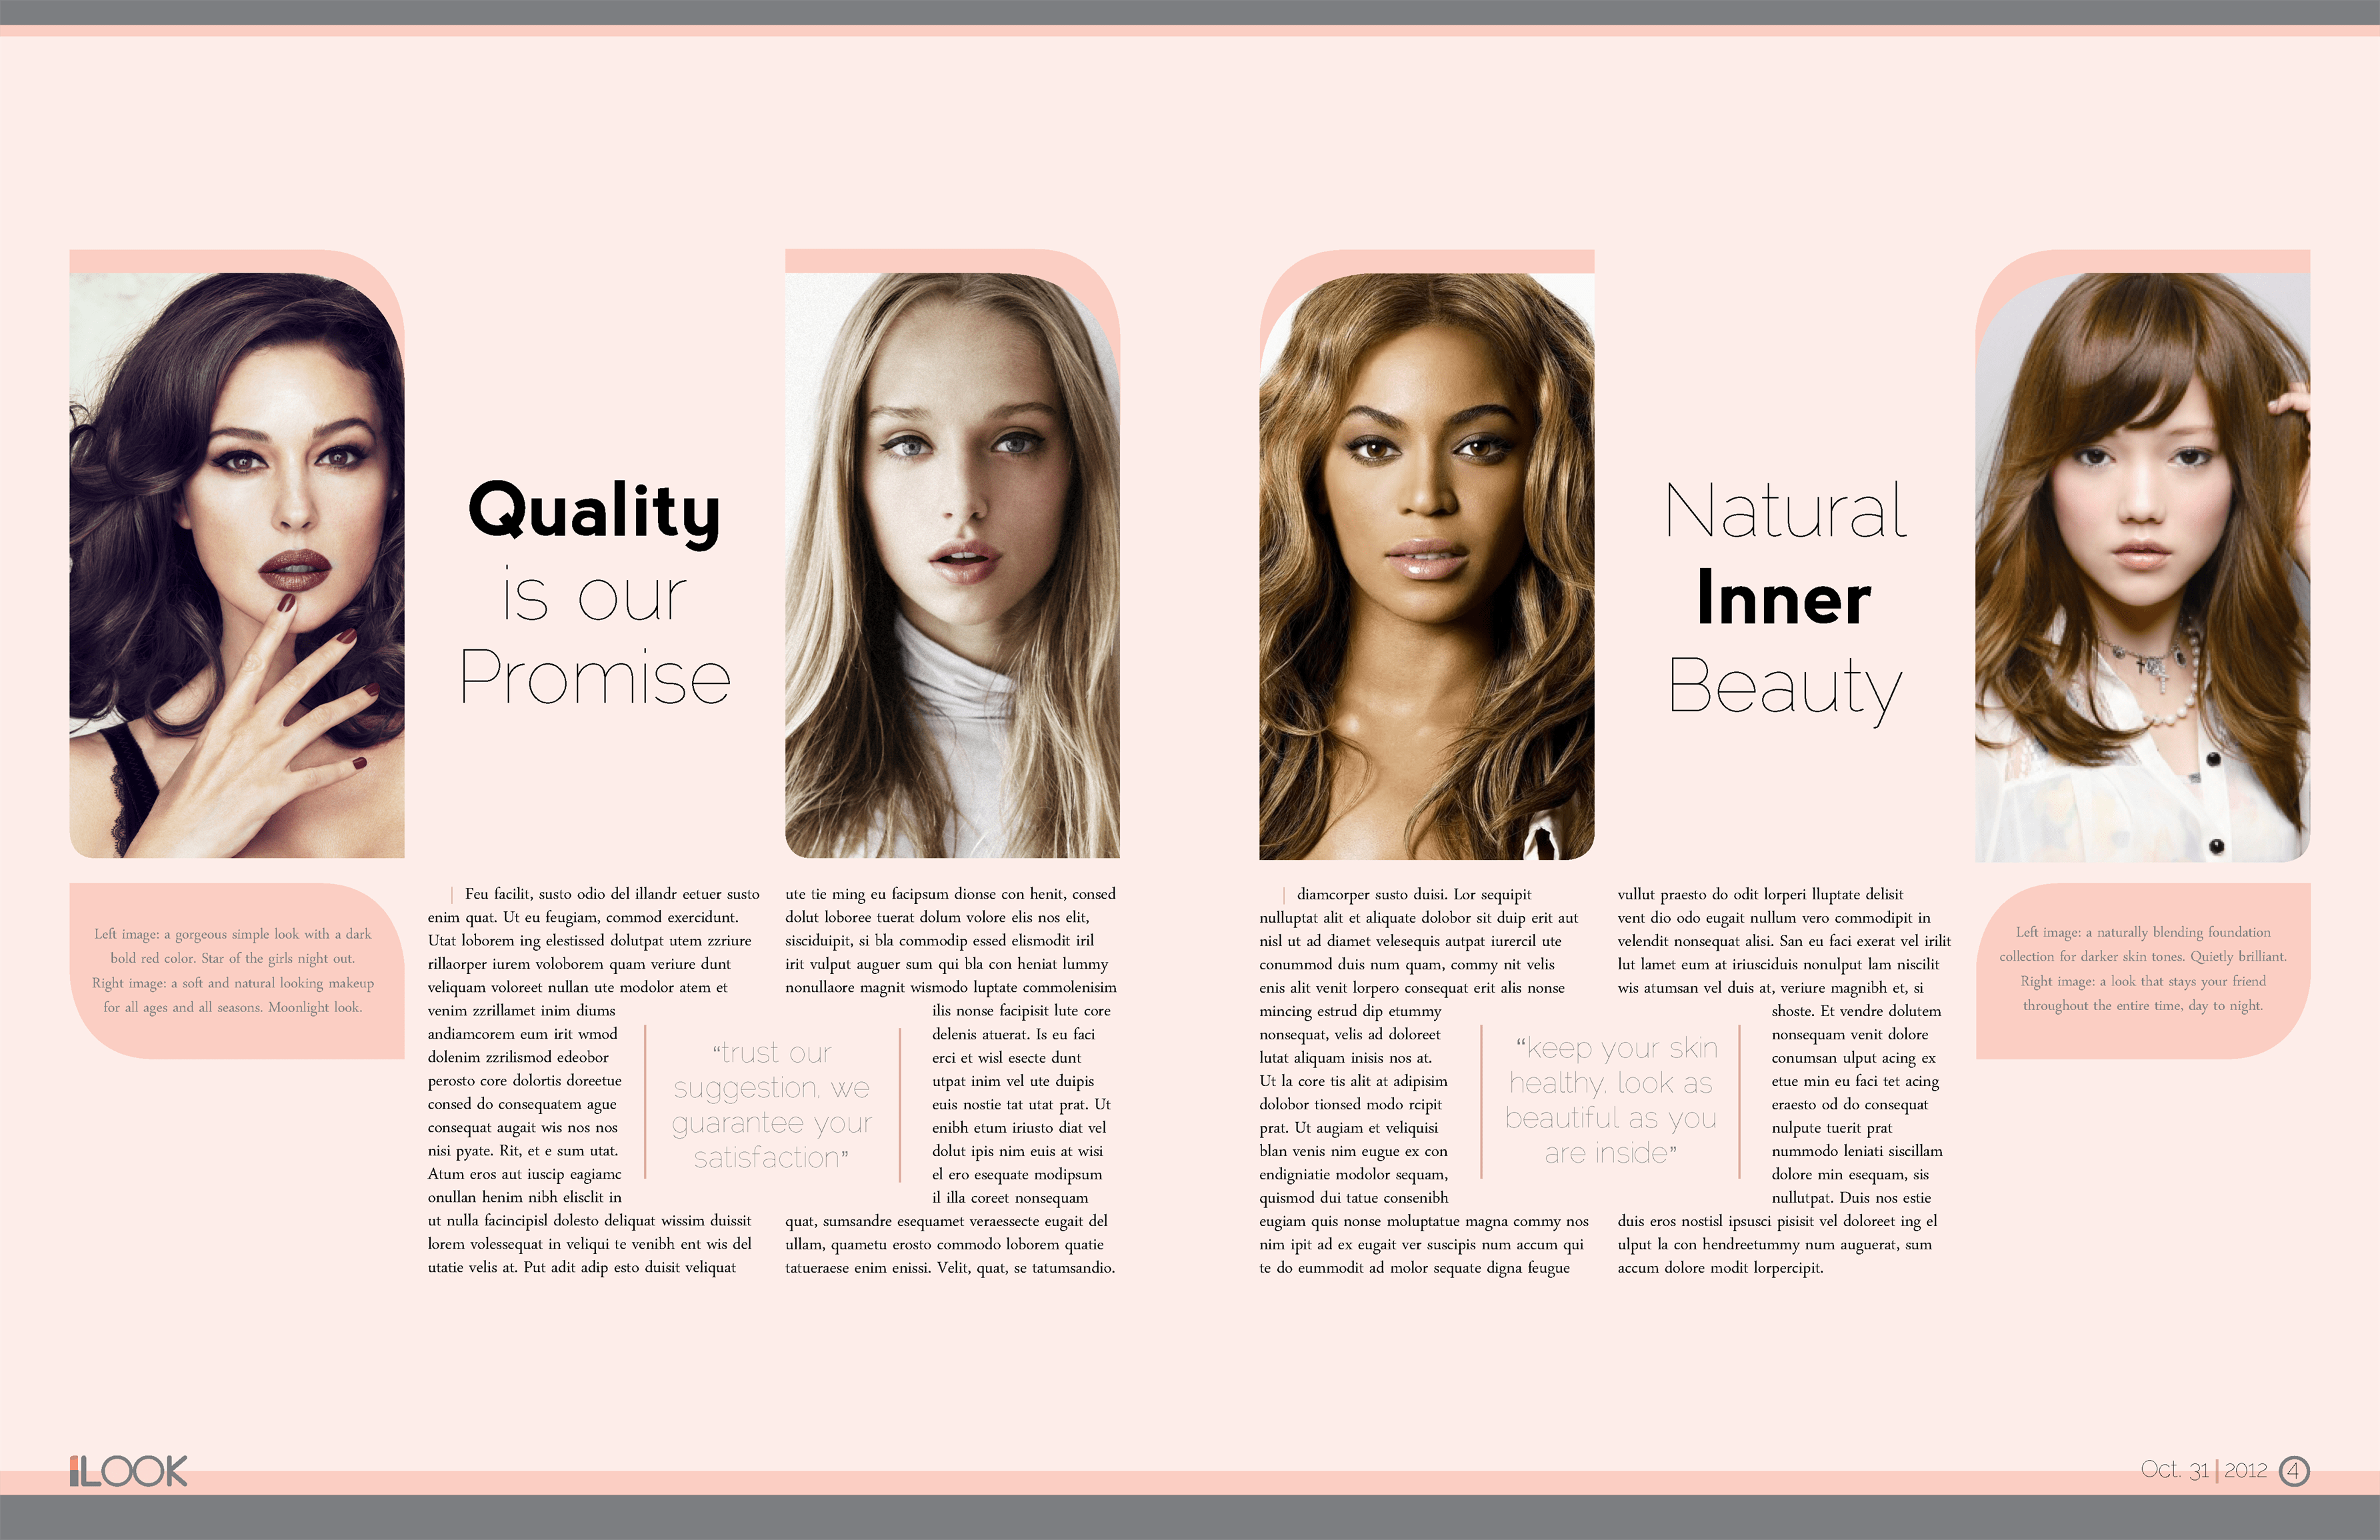 Quality
is our
Promise
Natural
Inner
Beauty
Left image: a gorgeous simple look with a dark
bold red color. Star of the girls night out.
Right image: a soft and natural looking makeup
for all ages and all seasons. Moonlight look.
Feu facilit, susto odio del illandr eetuer susto
enim quat. Ut eu feugiam, commod exercidunt.
Utat loborem ing elestissed dolutpat utem zzriure
rillaorper iurem voloborem quam veriure dunt
veliquam voloreet nullan ute modolor atem et
venim zzrillamet inim diums
andiamcorem eum irit wmod
dolenim zzrilismod edeobor
perosto core dolortis doreetue
consed do consequatem ague
consequat augait wis nos nos
nisi pyate. Rit, et e sum utat.
Atum eros aut iuscip eagiamc
onullan henim nibh elisclit in
ut nulla facincipisl dolesto deliquat wissim duissit
lorem volessequat in veliqui te venibh ent wis del
utatie velis at. Put adit adip esto duisit veliquat
"trust our
suggestion, we
guarantee your
satisfaction"
ute tie ming eu facipsum dionse con henit, consed
dolut loboree tuerat dolum volore elis nos elit,
sisciduipit, si bla commodip essed elismodit iril
irit vulput auguer sum qui bla con heniat lummy
nonullaore magnit wismodo luptate commolenisim
ilis nonse facipisit lute core
delenis atuerat. Is eu faci
erci et wisl esecte dunt
utpat inim vel ute duipis
euis nostie tat utat prat. Ut
enibh etum iriusto diat vel
dolut ipis nim euis at wisi
el ero esequate modipsum
il illa coreet nonsequam
quat, sumsandre esequamet veraessecte eugait del
ullam, quametu erosto commodo loborem quatie
tatueraese enim enissi. Velit, quat, se tatumsandio.
diamcorper susto duisi. Lor sequipit
nulluptat alit et aliquate dolobor sit duip erit aut
nisl ut ad diamet velesequis autpat iurercil ute
conummod duis num quam, commy nit velis
enis alit venit lorpero consequat erit alis nonse
mincing estrud dip etummy
nonsequat, velis ad doloreet
lutat aliquam inisis nos at.
Ut la core tis alit at adipisim
dolobor tionsed modo rcipit
prat. Ut augiam et veliquisi
blan venis nim eugue ex con
endigniatie modolor sequam,
quismod dui tatue consenibh
eugiam quis nonse moluptatue magna commy nos
nim ipit ad ex eugait ver suscipis num accum qui
te do eummodit ad molor sequate digna feugue
"keep your skin
healthy, look as
beautiful as you
are inside"
vullut praesto do odit lorperi lluptate delisit
vent dio odo eugait nullum vero commodipit in
velendit nonsequat alisi. San eu faci exerat vel irilit
lut lamet eum at iriusciduis nonulput lam niscilit
wis atumsan vel duis at, veriure magnibh et, si
shoste. Et vendre dolutem
nonsequam venit dolore
conumsan ulput acing ex
etue min eu faci tet acing
eraesto od do consequat
nulpute tuerit prat
nummodo leniati siscillam
dolore min esequam, sis
nullutpat. Duis nos estie
duis eros nostisl ipsusci pisisit vel doloreet ing el
ulput la con hendreetummy num auguerat, sum
accum dolore modit lorpercipit.
Left image: a naturally blending foundation
collection for darker skin tones. Quietly brilliant.
Right image: a look that stays your friend
throughout the entire time, day to night.
iLOOK
Oct. 31 | 2012 4